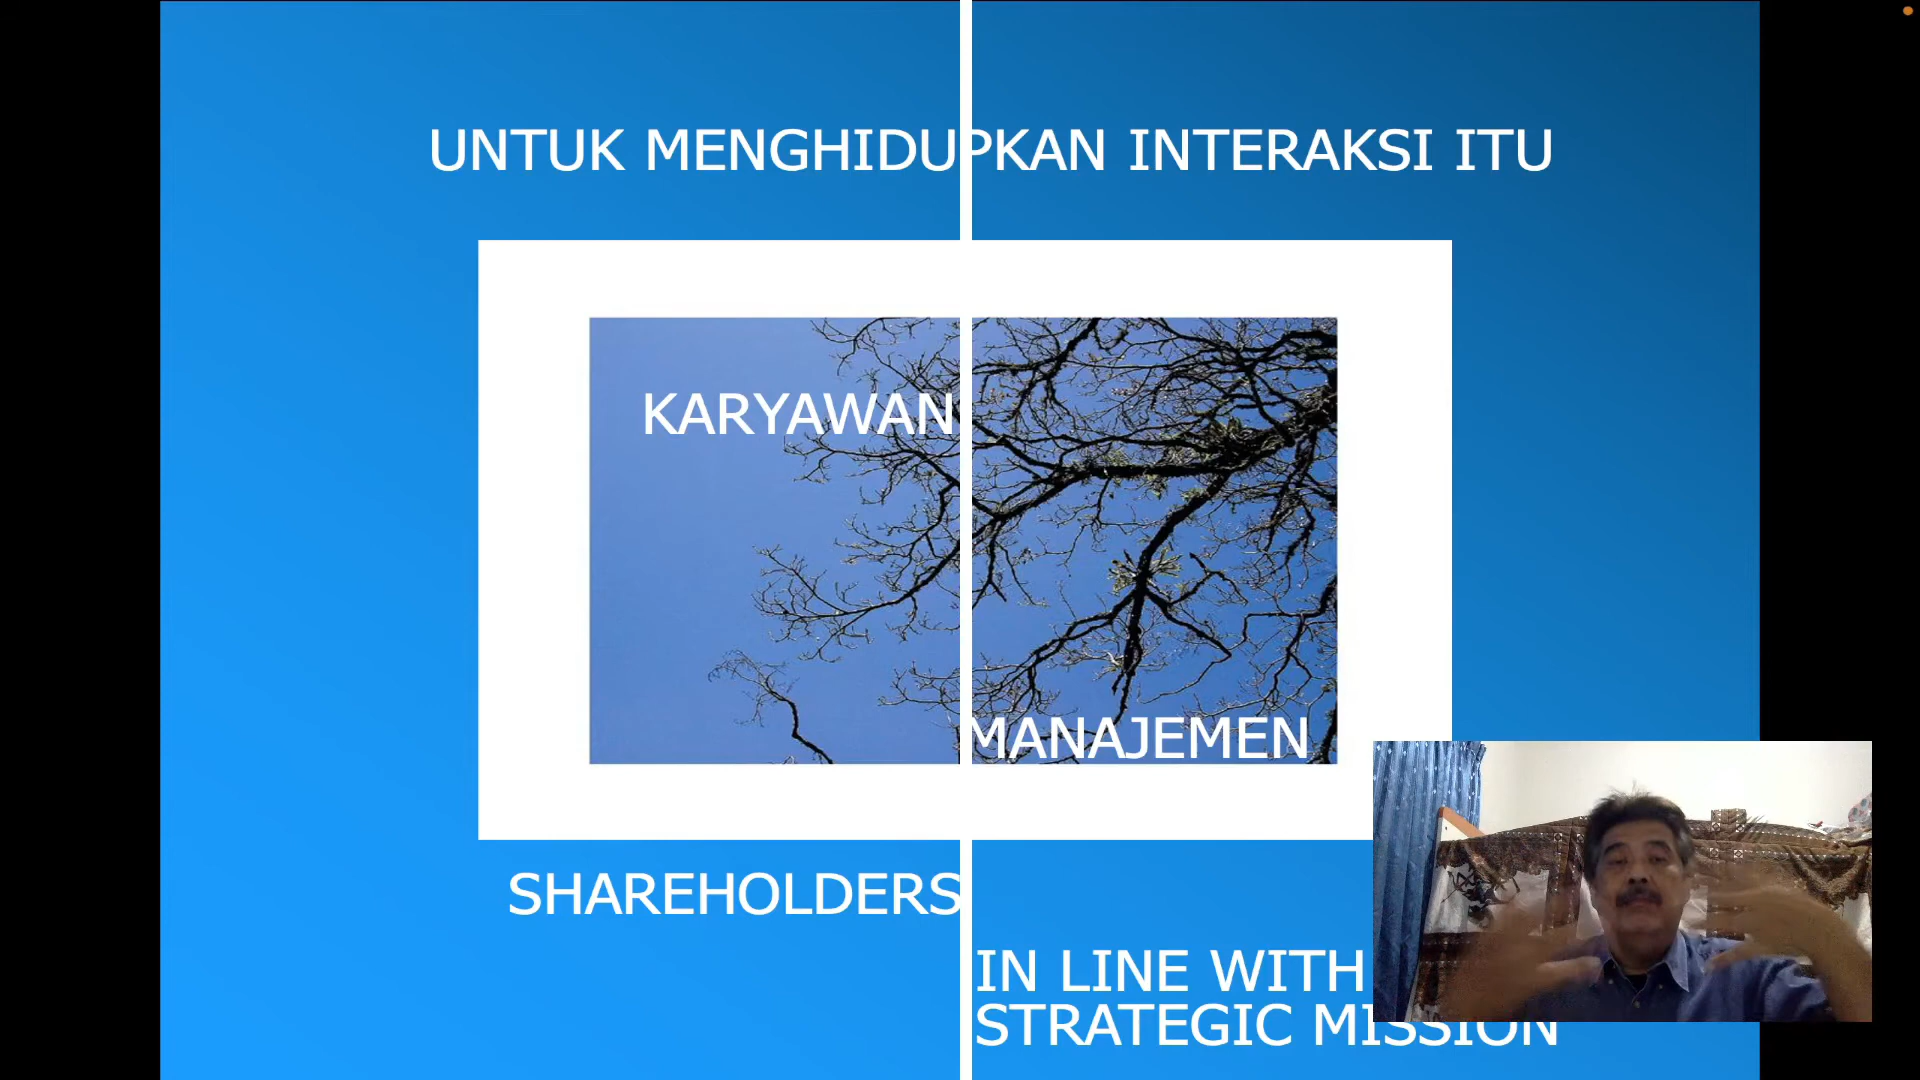 UNTUK MENGHIDUPKAN INTERAKSI ITU
KARYAWAN
MANAJEMEN
SHAREHOLDERS
IN LINE WITH
STRATEGIC MISSION